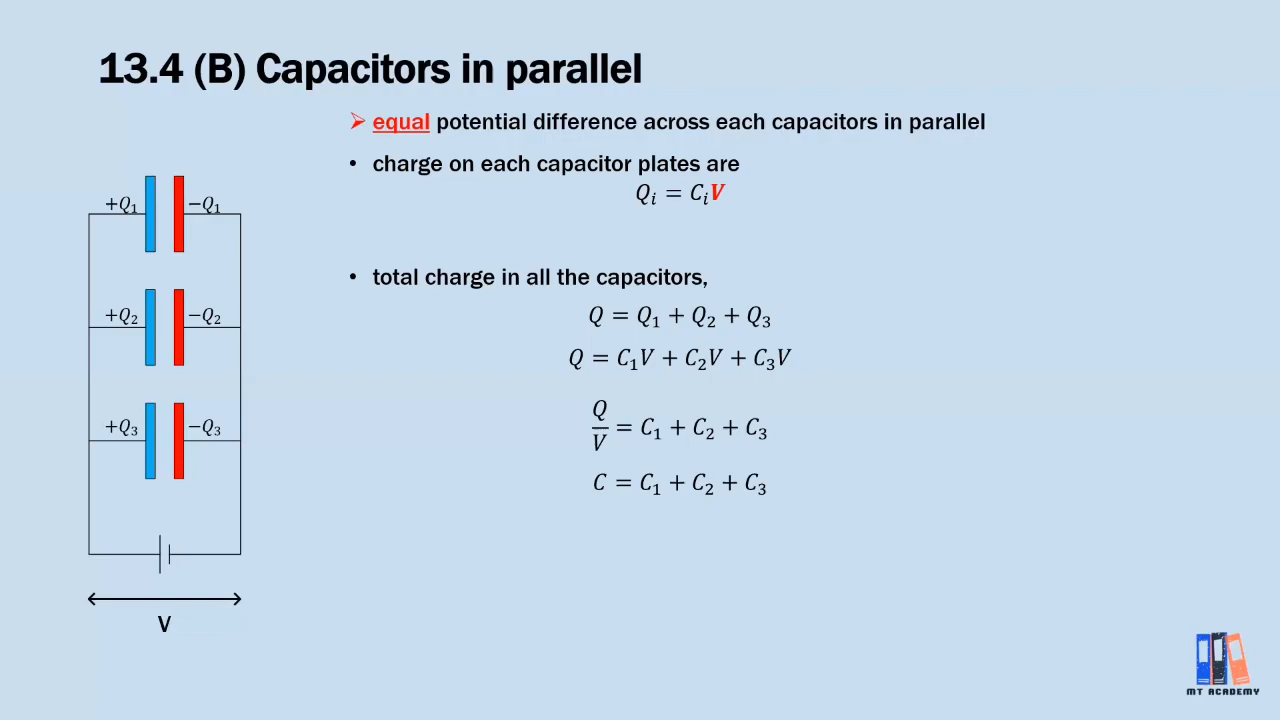 13.4 (B) Capacitors in parallel
➢ equal potential difference across each capacitors in parallel
• charge on each capacitor plates are
Qᵢ = CᵢV
• total charge in all the capacitors,
Q = Q₁ + Q₂ + Q₃
Q = C₁V + C₂V + C₃V
Q/V = C₁ + C₂ + C₃
C = C₁ + C₂ + C₃
+Q₁ −Q₁
+Q₂ −Q₂
+Q₃ −Q₃
V
MT ACADEMY